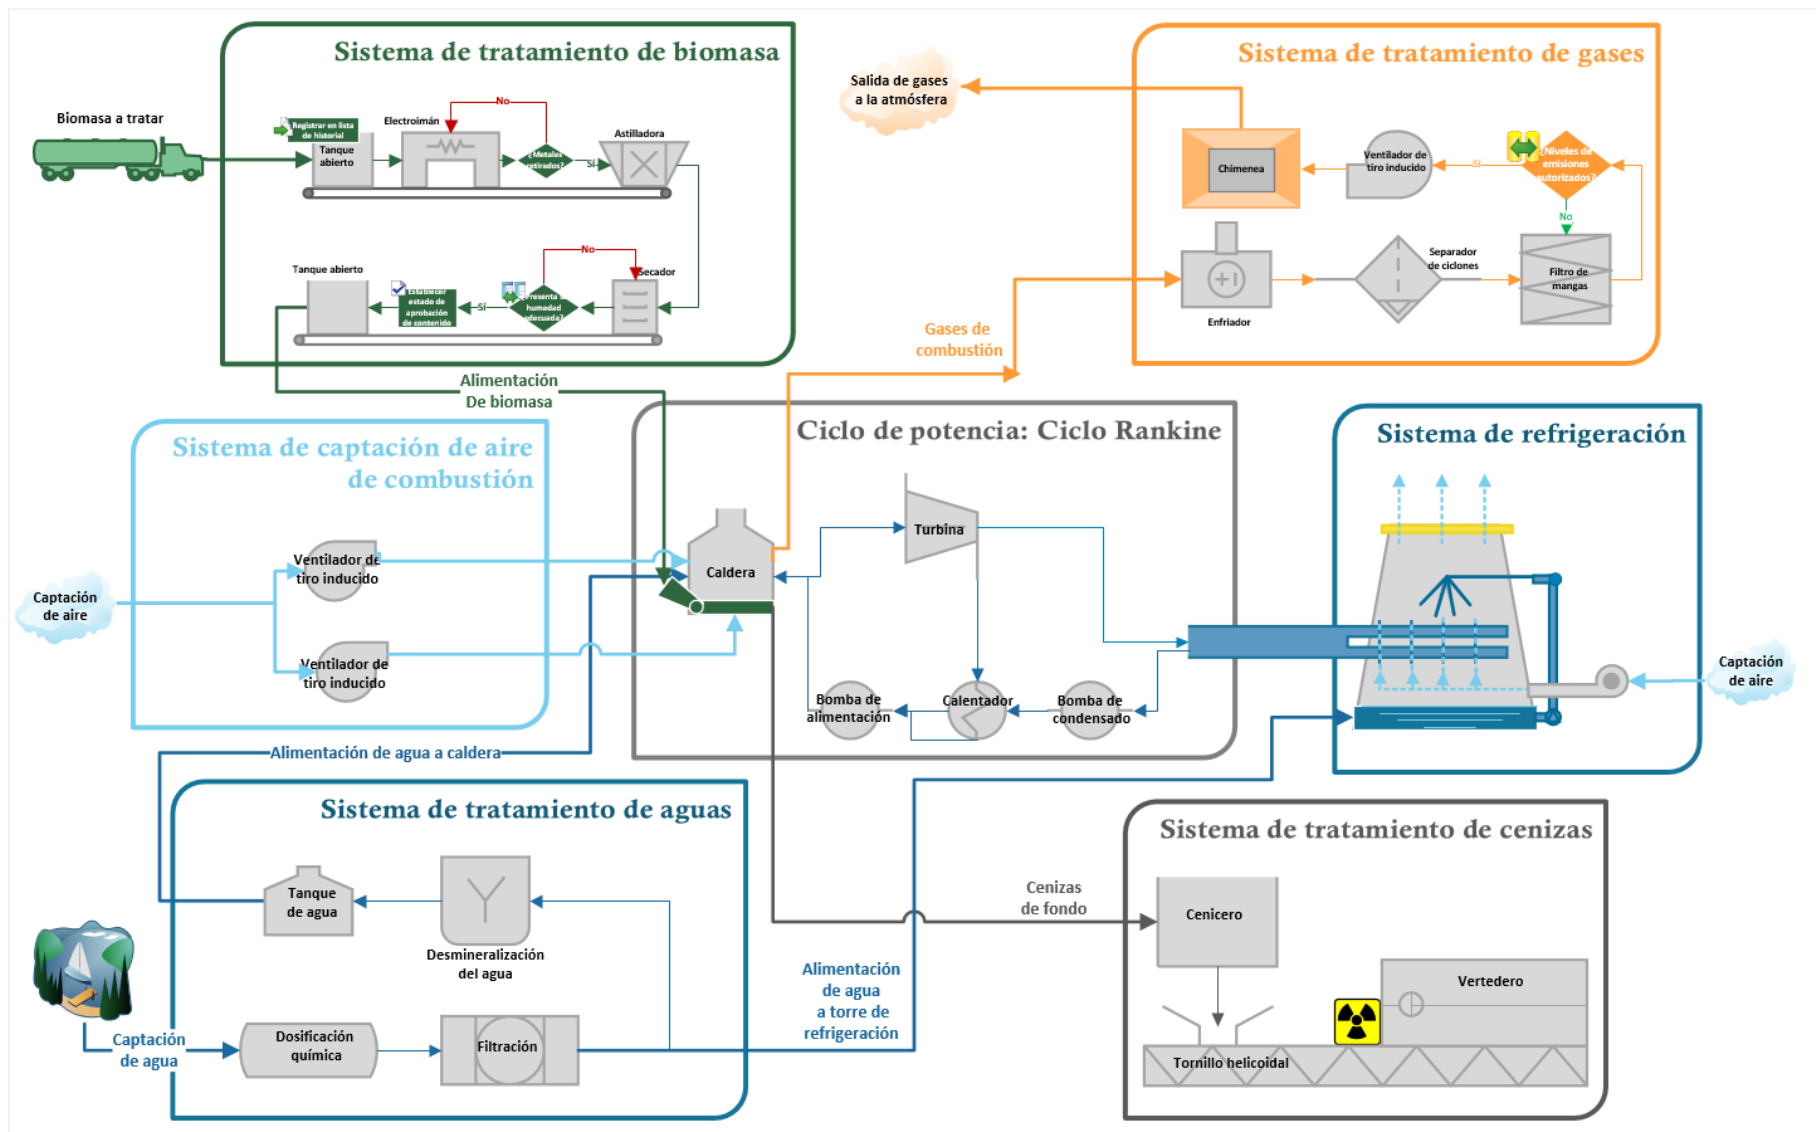 Sistema de tratamiento de biomasa
Biomasa a tratar
Registrar en lista
de historial
Tanque
abierto
Electroimán
No
¿Metales
retirados?
Sí
Astilladora
Tanque abierto
Establecer
estado de
aprobación
de contenido
Sí
¿Presenta
humedad
adecuada?
No
Secador
Alimentación
De biomasa
Sistema de tratamiento de gases
Salida de gases
a la atmósfera
Chimenea
Ventilador de
tiro inducido
Sí
¿Niveles de
emisiones
autorizados?
No
Enfriador
Separador
de ciclones
Filtro de
mangas
Gases de
combustión
Sistema de captación de aire
de combustión
Captación
de aire
Ventilador de
tiro inducido
Ventilador de
tiro inducido
Ciclo de potencia: Ciclo Rankine
Caldera
Turbina
Bomba de
alimentación
Calentador
Bomba de
condensado
Sistema de refrigeración
Captación
de aire
Alimentación de agua a caldera
Sistema de tratamiento de aguas
Tanque
de agua
Desmineralización
del agua
Captación
de agua
Dosificación
química
Filtración
Alimentación
de agua
a torre de
refrigeración
Sistema de tratamiento de cenizas
Cenizas
de fondo
Cenicero
Vertedero
Tornillo helicoidal